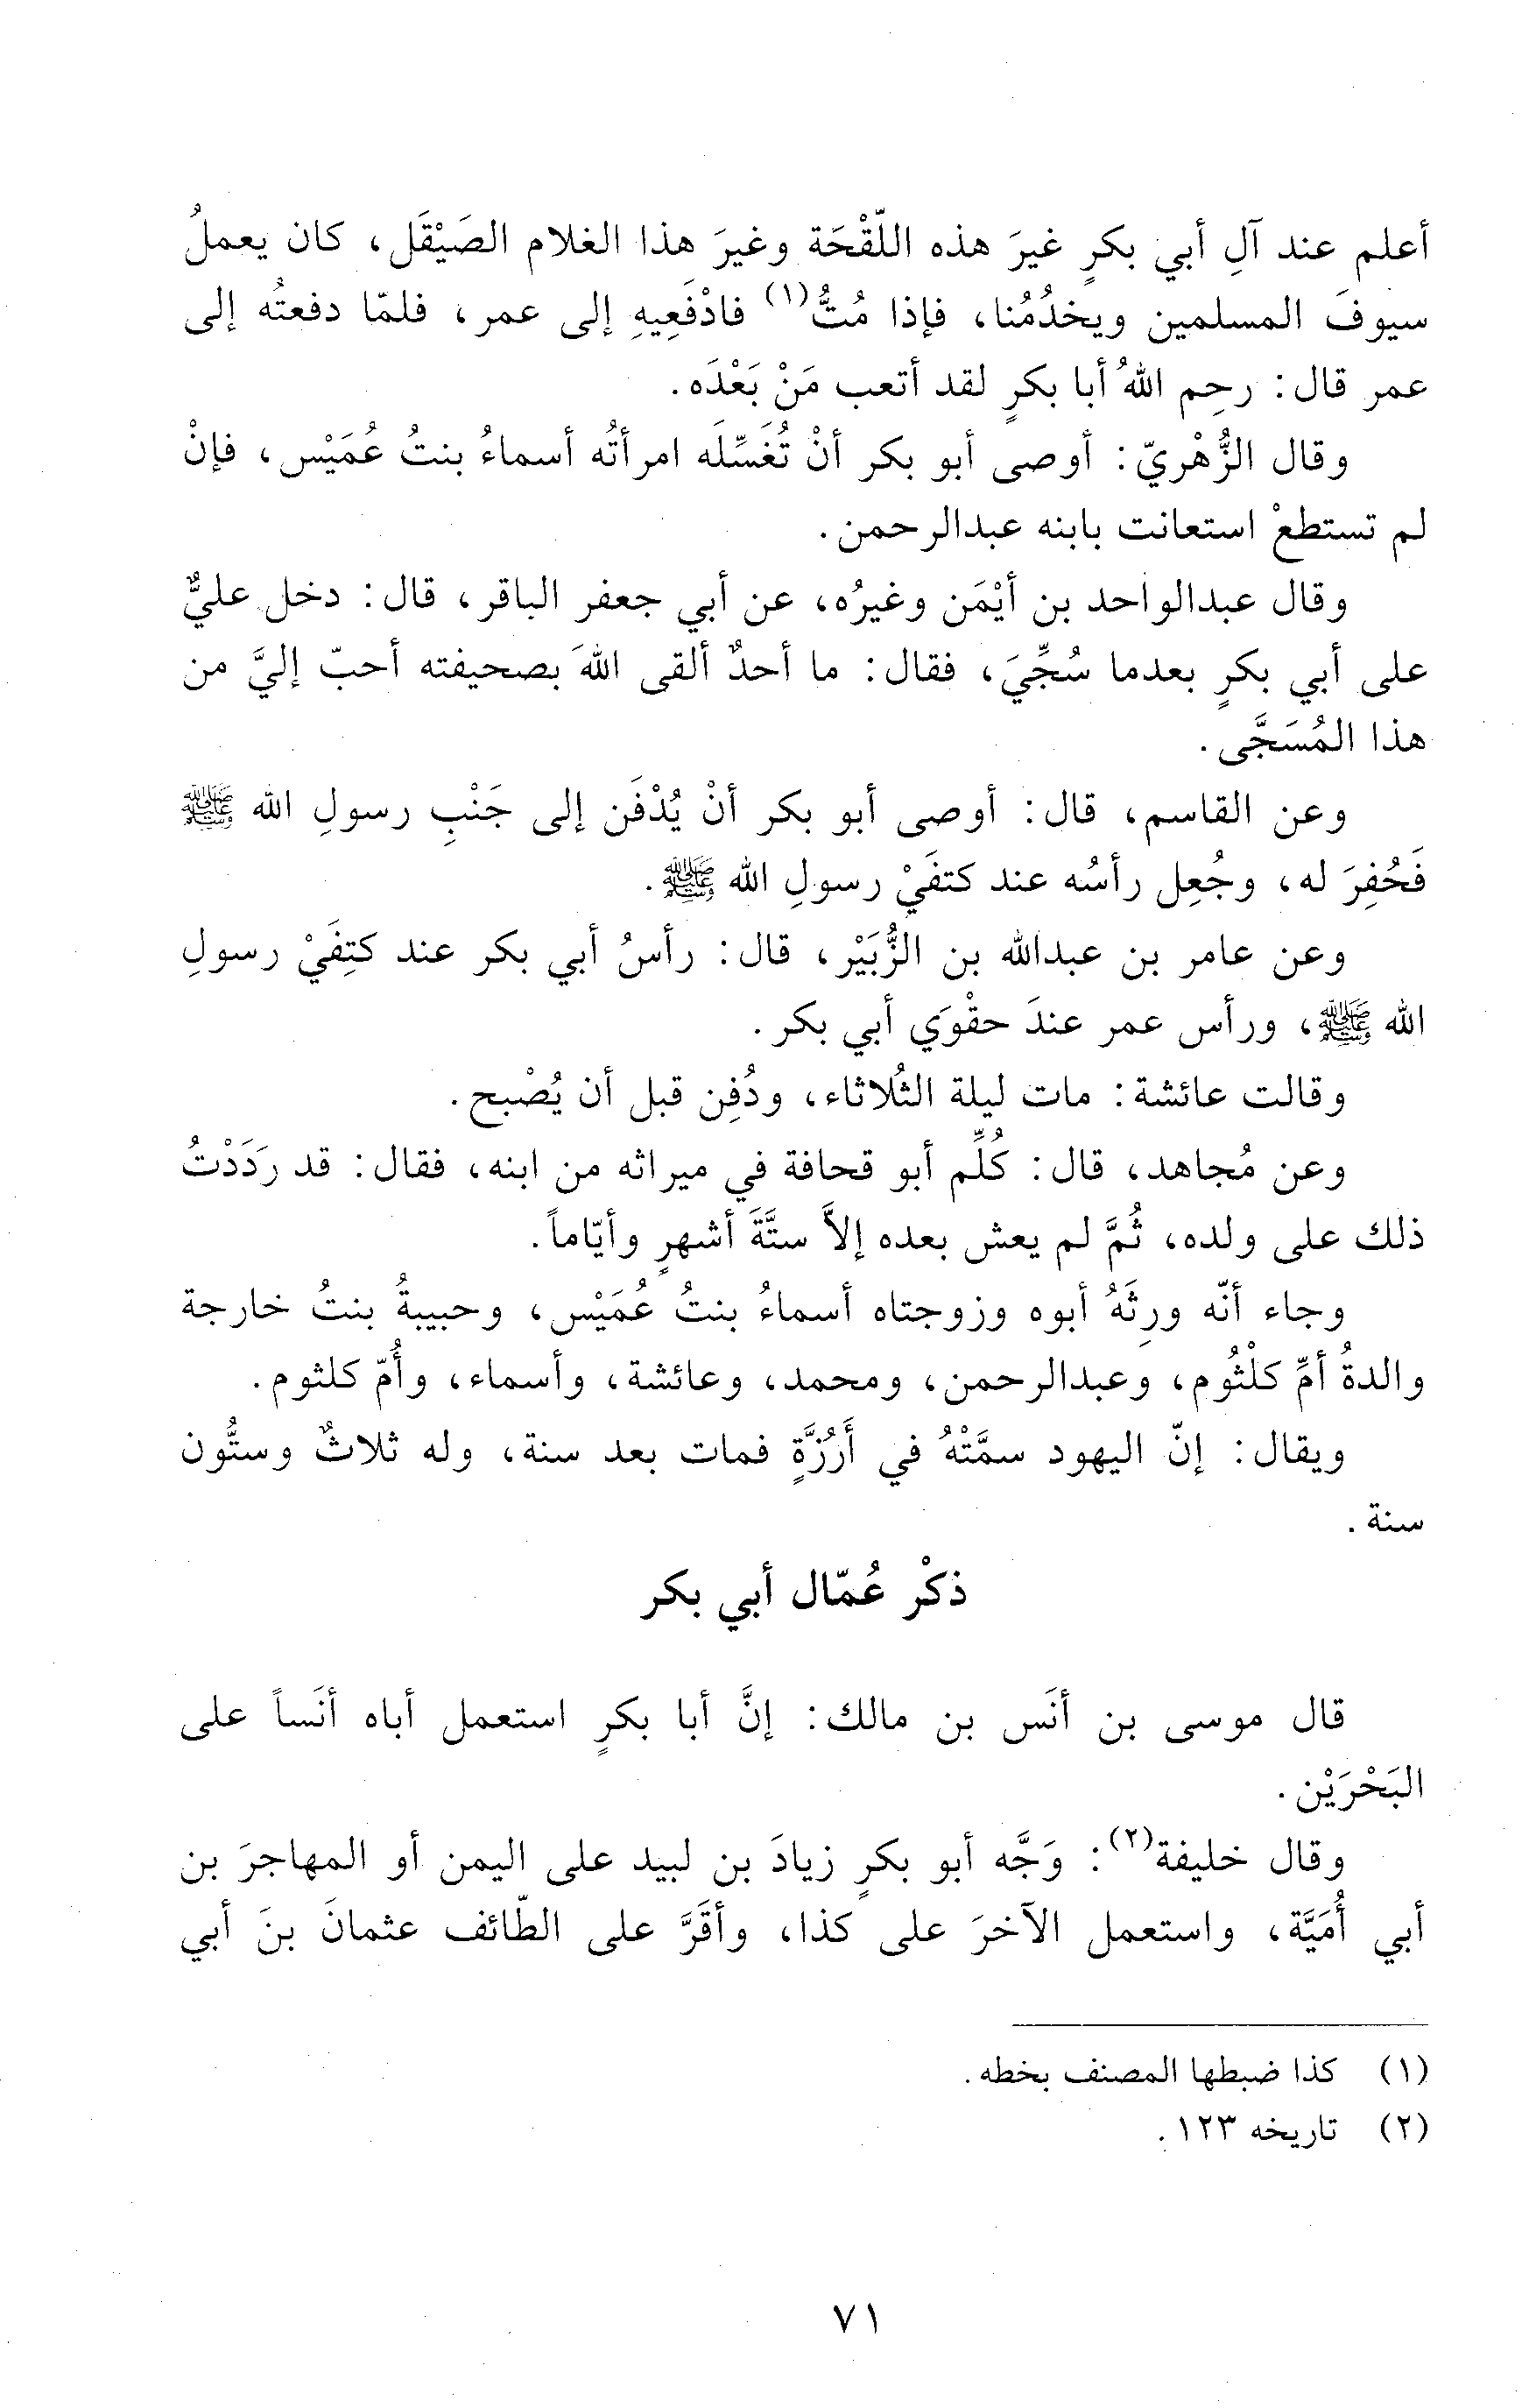 أعلم عند آلِ أبي بكرٍ غيرَ هذه اللّقْحَة وغيرَ هذا الغلام الصَيْقَل، كان يعملُ
سيوفَ المسلمين ويخدُمُنا، فإذا مُتُّ(١) فادْفَعِيهِ إلى عمر، فلمّا دفعتُه إلى
عمر قال: رحِم اللهُ أبا بكرٍ لقد أتعب مَنْ بَعْدَه.
وقال الزُّهْريّ: أوصى أبو بكر أنْ تُغَسِّلَه امرأتُه أسماءُ بنتُ عُمَيْس، فإنْ
لم تستطعْ استعانت بابنه عبدالرحمن.
وقال عبدالواحد بن أيْمَن وغيرُه، عن أبي جعفر الباقر، قال: دخل عليٌّ
على أبي بكرٍ بعدما سُجِّيَ، فقال: ما أحدٌ ألقى اللهَ بصحيفته أحبّ إليَّ من
هذا المُسَجَّى.
وعن القاسم، قال: أوصى أبو بكر أنْ يُدْفَن إلى جَنْبِ رسولِ الله ﷺ
فَحُفِرَ له، وجُعِل رأسُه عند كتفَيْ رسولِ الله ﷺ.
وعن عامر بن عبدالله بن الزُّبَيْر، قال: رأسُ أبي بكر عند كتِفَيْ رسولِ
الله ﷺ، ورأس عمر عندَ حقْوَي أبي بكر.
وقالت عائشة: مات ليلة الثُلاثاء، ودُفِن قبل أن يُصْبح.
وعن مُجاهد، قال: كُلِّم أبو قحافة في ميراثه من ابنه، فقال: قد رَدَدْتُ
ذلك على ولده، ثُمَّ لم يعش بعده إلاَّ ستَّةَ أشهرٍ وأيّاماً.
وجاء أنّه ورِثَهُ أبوه وزوجتاه أسماءُ بنتُ عُمَيْس، وحبيبةُ بنتُ خارجة
والدةُ أمِّ كلْثُوم، وعبدالرحمن، ومحمد، وعائشة، وأسماء، وأُمّ كلثوم.
ويقال: إنّ اليهود سمَّتْهُ في أَرُزَّةٍ فمات بعد سنة، وله ثلاثٌ وستُّون
سنة.
ذكْر عُمّال أبي بكر
قال موسى بن أنَس بن مالك: إنَّ أبا بكرٍ استعمل أباه أنَساً على
البَحْرَيْن.
وقال خليفة(٢): وَجَّه أبو بكرٍ زيادَ بن لبيد على اليمن أو المهاجرَ بن
أبي أُمَيَّة، واستعمل الآخرَ على كذا، وأقَرَّ على الطّائف عثمانَ بنَ أبي
(١) كذا ضبطها المصنف بخطه.
(٢) تاريخه ١٢٣.
٧١